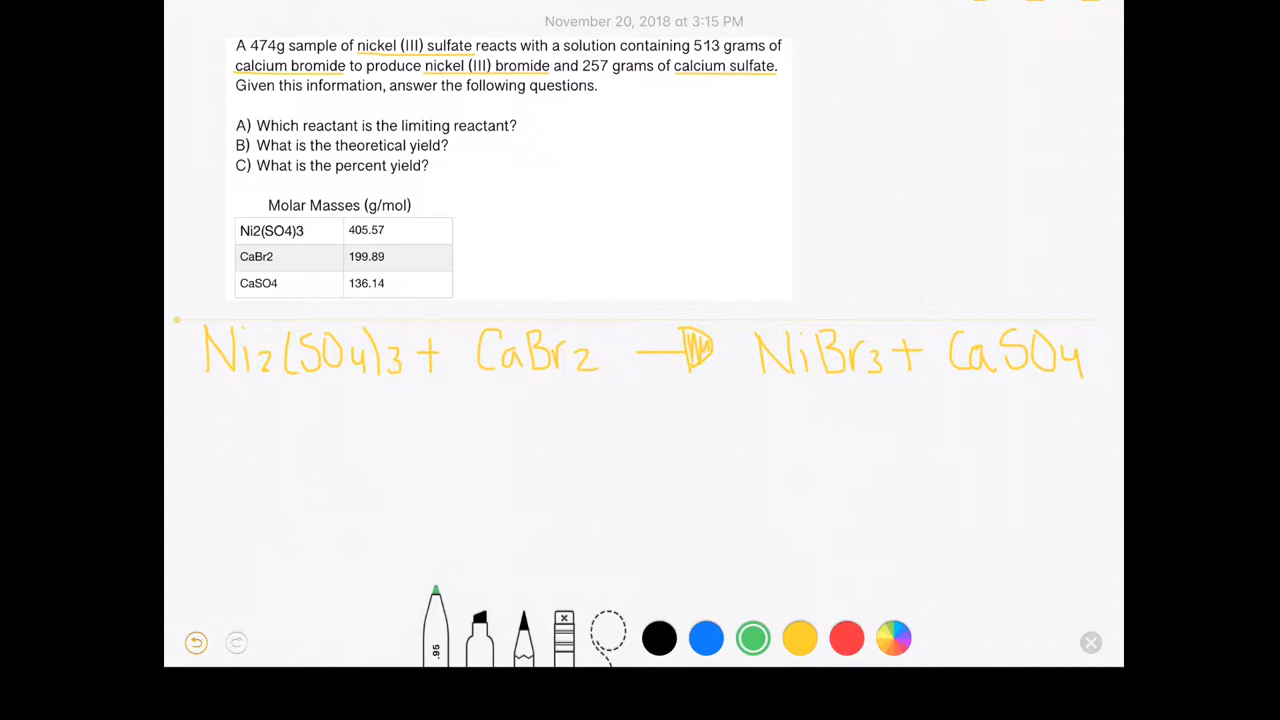 November 20, 2018 at 3:15 PM
A 474g sample of nickel (III) sulfate reacts with a solution containing 513 grams of
calcium bromide to produce nickel (III) bromide and 257 grams of calcium sulfate.
Given this information, answer the following questions.
A) Which reactant is the limiting reactant?
B) What is the theoretical yield?
C) What is the percent yield?
Molar Masses (g/mol)
Ni2(SO4)3 405.57
CaBr2 199.89
CaSO4 136.14
Ni2(SO4)3 + CaBr2 → NiBr3 + CaSO4
.95